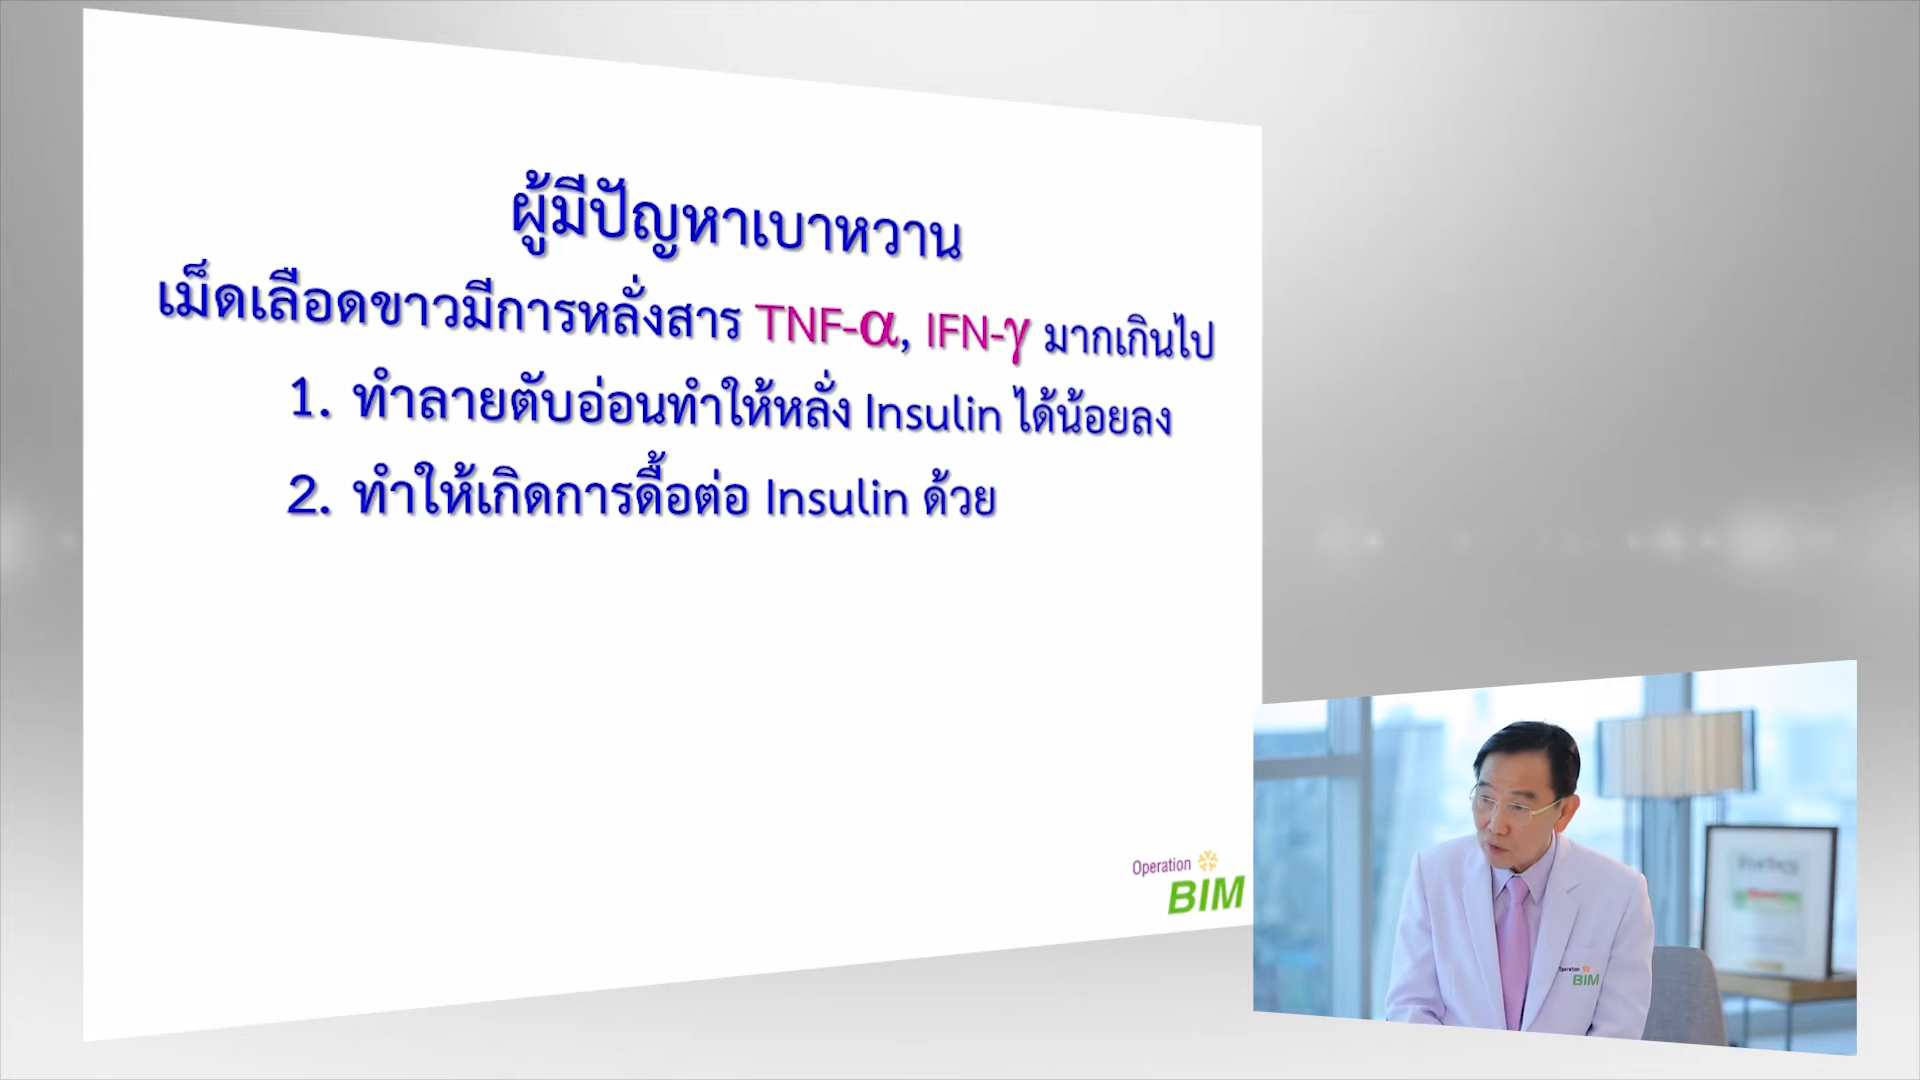 ผู้มีปัญหาเบาหวาน
เม็ดเลือดขาวมีการหลั่งสาร TNF-α, IFN-γ มากเกินไป
1. ทำลายตับอ่อนทำให้หลั่ง Insulin ได้น้อยลง
2. ทำให้เกิดการดื้อต่อ Insulin ด้วย
Operation
BIM
Operation
BIM